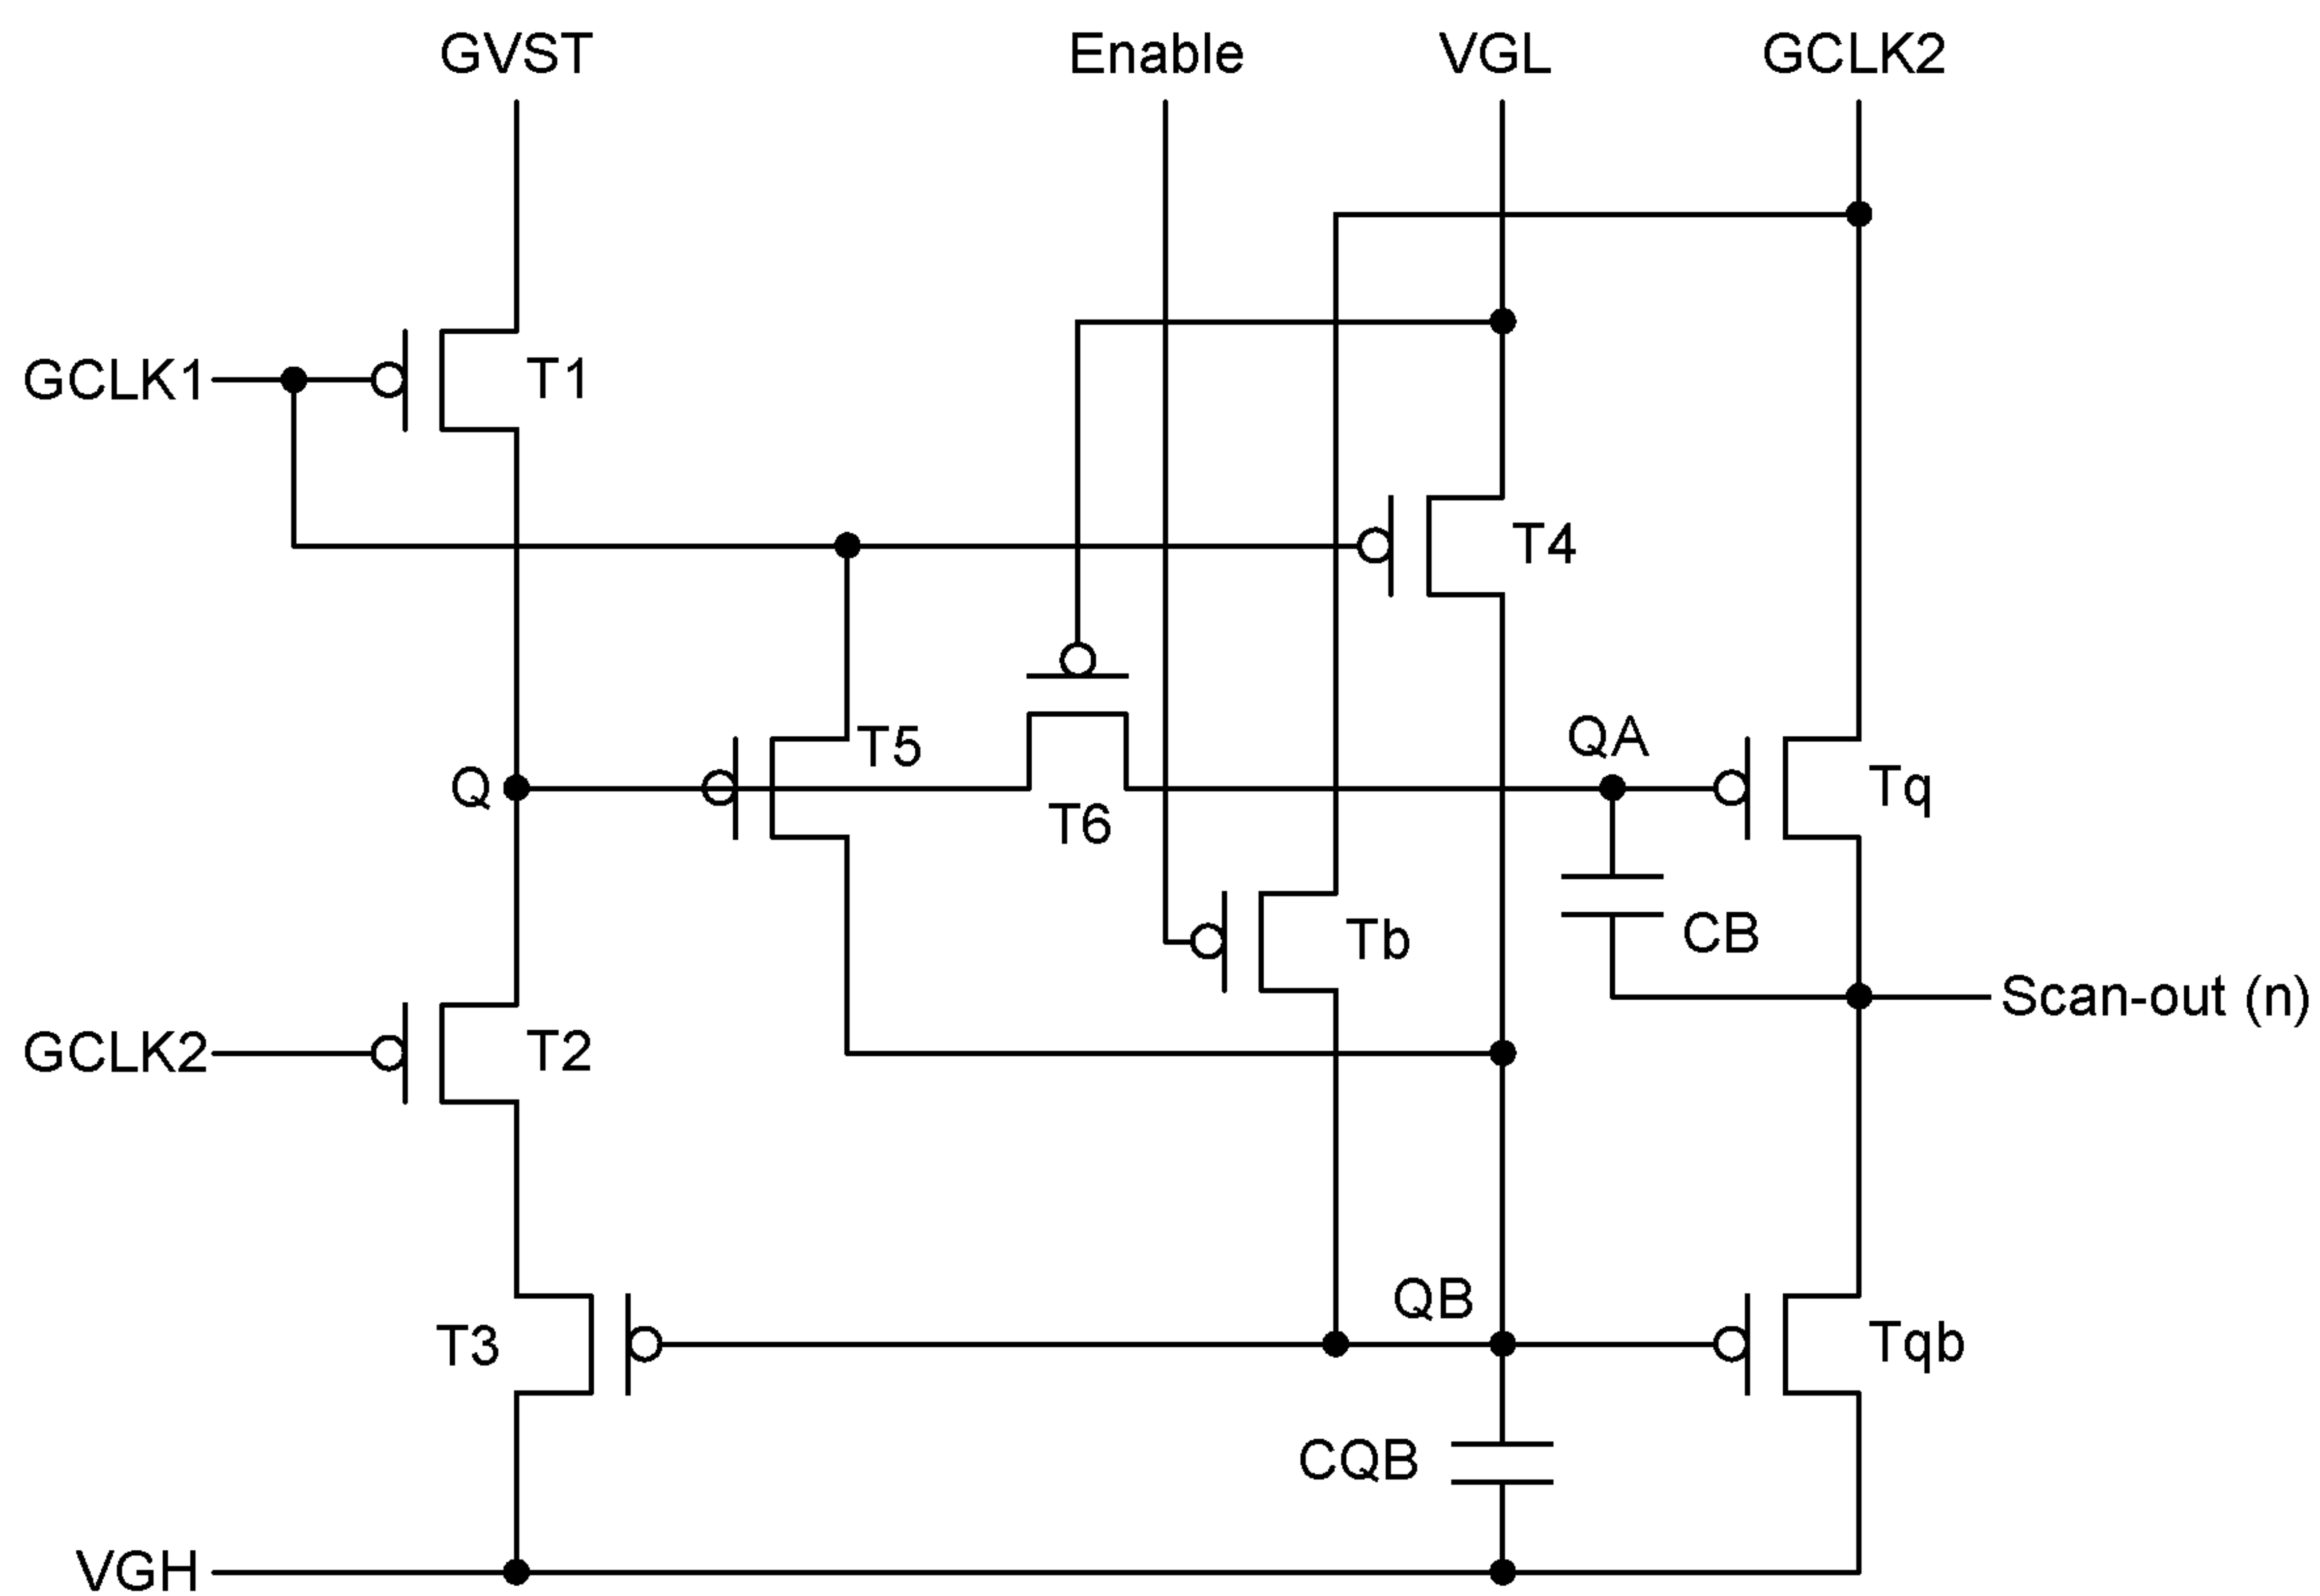 GVST
Enable
VGL
GCLK2
GCLK1
T1
T4
T5
QA
Q
T6
Tq
Tb
CB
Scan-out (n)
GCLK2
T2
QB
T3
Tqb
CQB
VGH